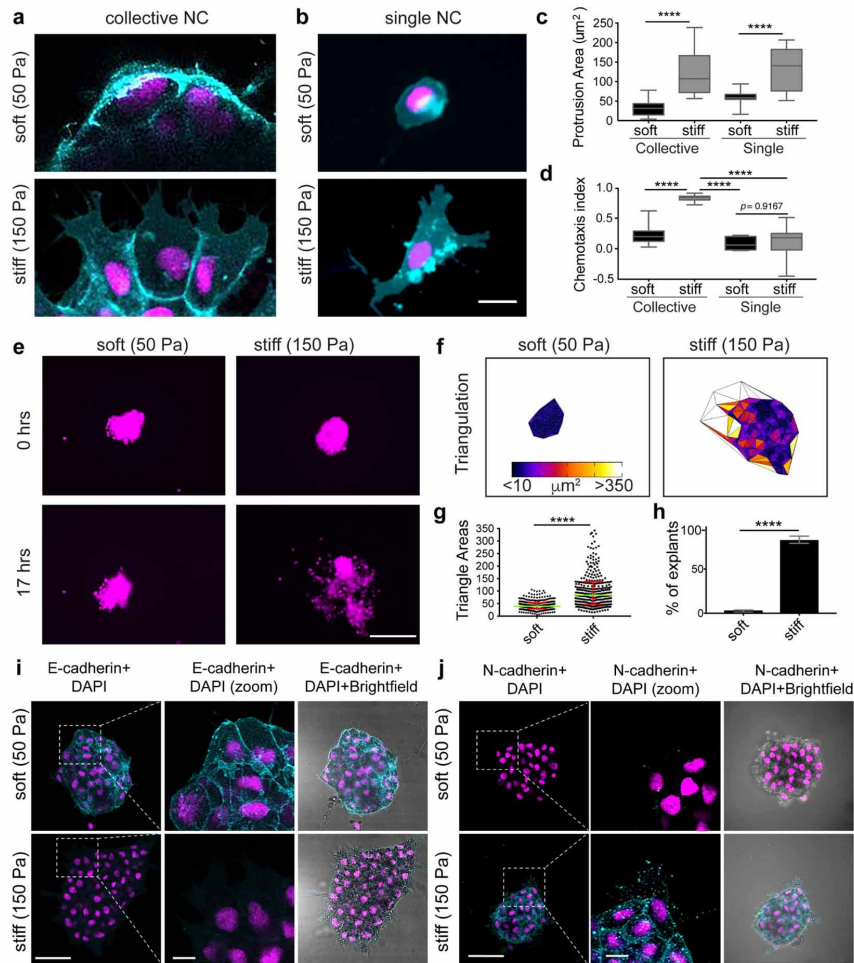 a
collective NC
soft (50 Pa)
stiff (150 Pa)
b
single NC
soft (50 Pa)
stiff (150 Pa)
c
Protrusion Area (um²)
250
200
150
100
50
0
****
****
soft stiff soft stiff
Collective Single
d
Chemotaxis index
1.0
0.5
0.0
-0.5
****
**** ****
p = 0.9167
soft stiff soft stiff
Collective Single
e
soft (50 Pa) stiff (150 Pa)
0 hrs
17 hrs
f
soft (50 Pa) stiff (150 Pa)
Triangulation
<10 μm² >350
g
Triangle Areas
350
300
250
200
150
100
50
0
****
soft stiff
h
% of explants
100
50
0
****
soft stiff
i
E-cadherin+
DAPI
E-cadherin+
DAPI (zoom)
E-cadherin+
DAPI+Brightfield
soft (50 Pa)
stiff (150 Pa)
j
N-cadherin+
DAPI
N-cadherin+
DAPI (zoom)
N-cadherin+
DAPI+Brightfield
soft (50 Pa)
stiff (150 Pa)